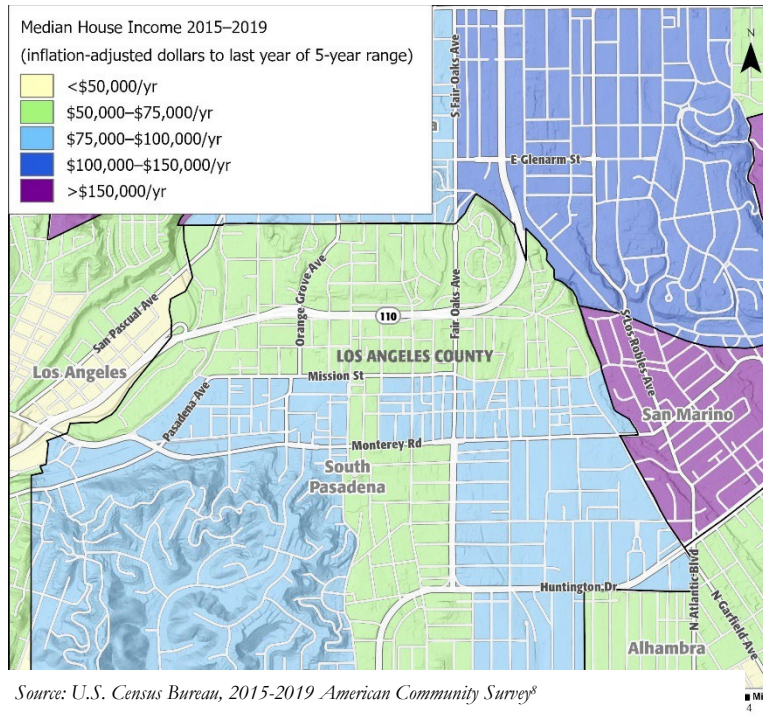 Median House Income 2015–2019
(inflation-adjusted dollars to last year of 5-year range)
<$50,000/yr
$50,000–$75,000/yr
$75,000–$100,000/yr
$100,000–$150,000/yr
>$150,000/yr
S Fair Oaks Ave
N
E Glenarm St
Orange Grove Ave
Fair Oaks Ave
San Pascual Ave
110
S Los Robles Ave
LOS ANGELES COUNTY
Los Angeles
Mission St
Pasadena Ave
San Marino
Monterey Rd
South
Pasadena
Huntington Dr
N Atlantic Blvd
N Garfield Ave
Alhambra
Source: U.S. Census Bureau, 2015-2019 American Community Survey⁸
Mi
4